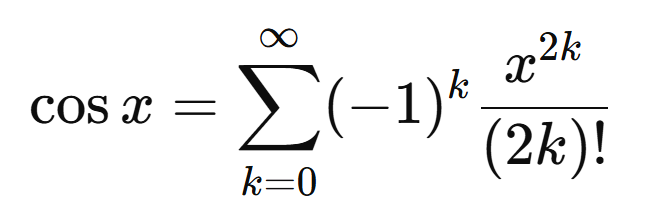 cos x = ∑_{k=0}^{∞} (−1)^k x^{2k} / (2k)!